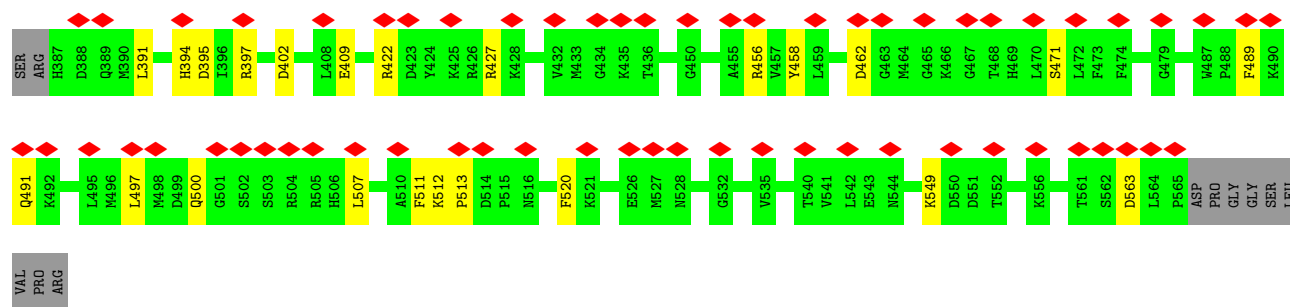 SER ARG H387 D388 Q389 M390 L391 H394 D395 I396 R397 D402 L408 E409 R422 D423 Y424 K425 R426 R427 K428 V432 M433 G434 K435 T436 G450 A455 R456 V457 Y458 L459 D462 G463 M464 G465 K466 G467 T468 H469 L470 S471 L472 F473 F474 G479 W487 P488 F489 K490
Q491 K492 L495 M496 L497 M498 D499 Q500 G501 S502 S503 R504 R505 H506 L507 A510 F511 K512 P513 D514 P515 N516 F520 K521 E526 M527 N528 G532 V535 T540 V541 L542 E543 N544 K549 D550 D551 T552 K556 T561 S562 D563 L564 P565 ASP PRO GLY GLY SER LEU
VAL PRO ARG